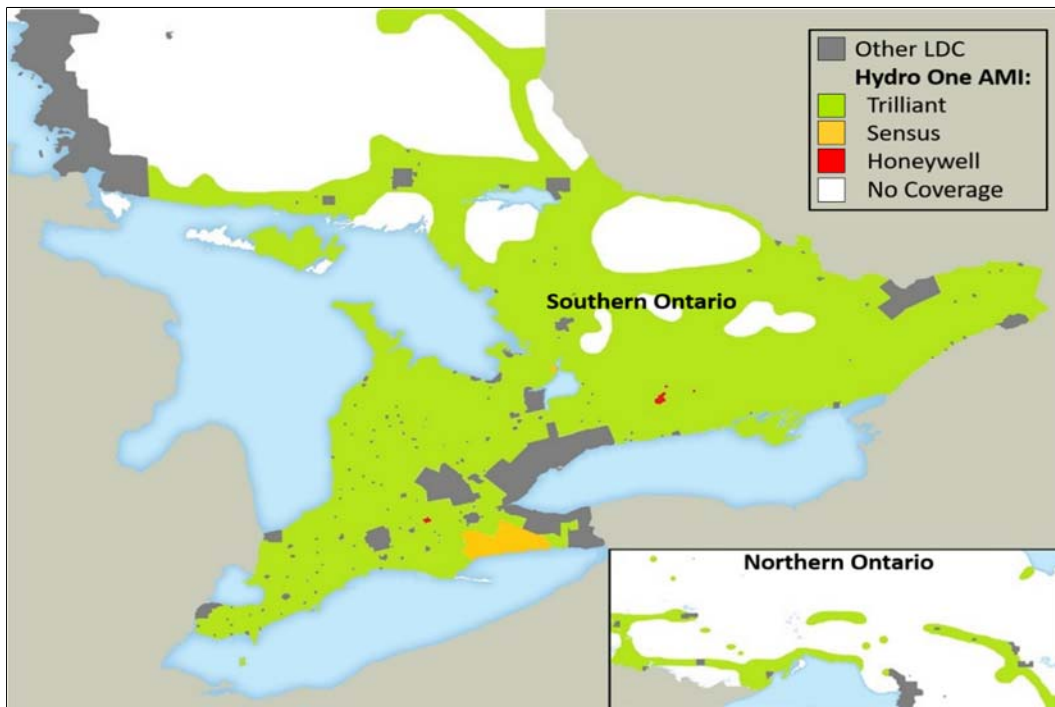 Other LDC
Hydro One AMI:
Trilliant
Sensus
Honeywell
No Coverage
Southern Ontario
Northern Ontario